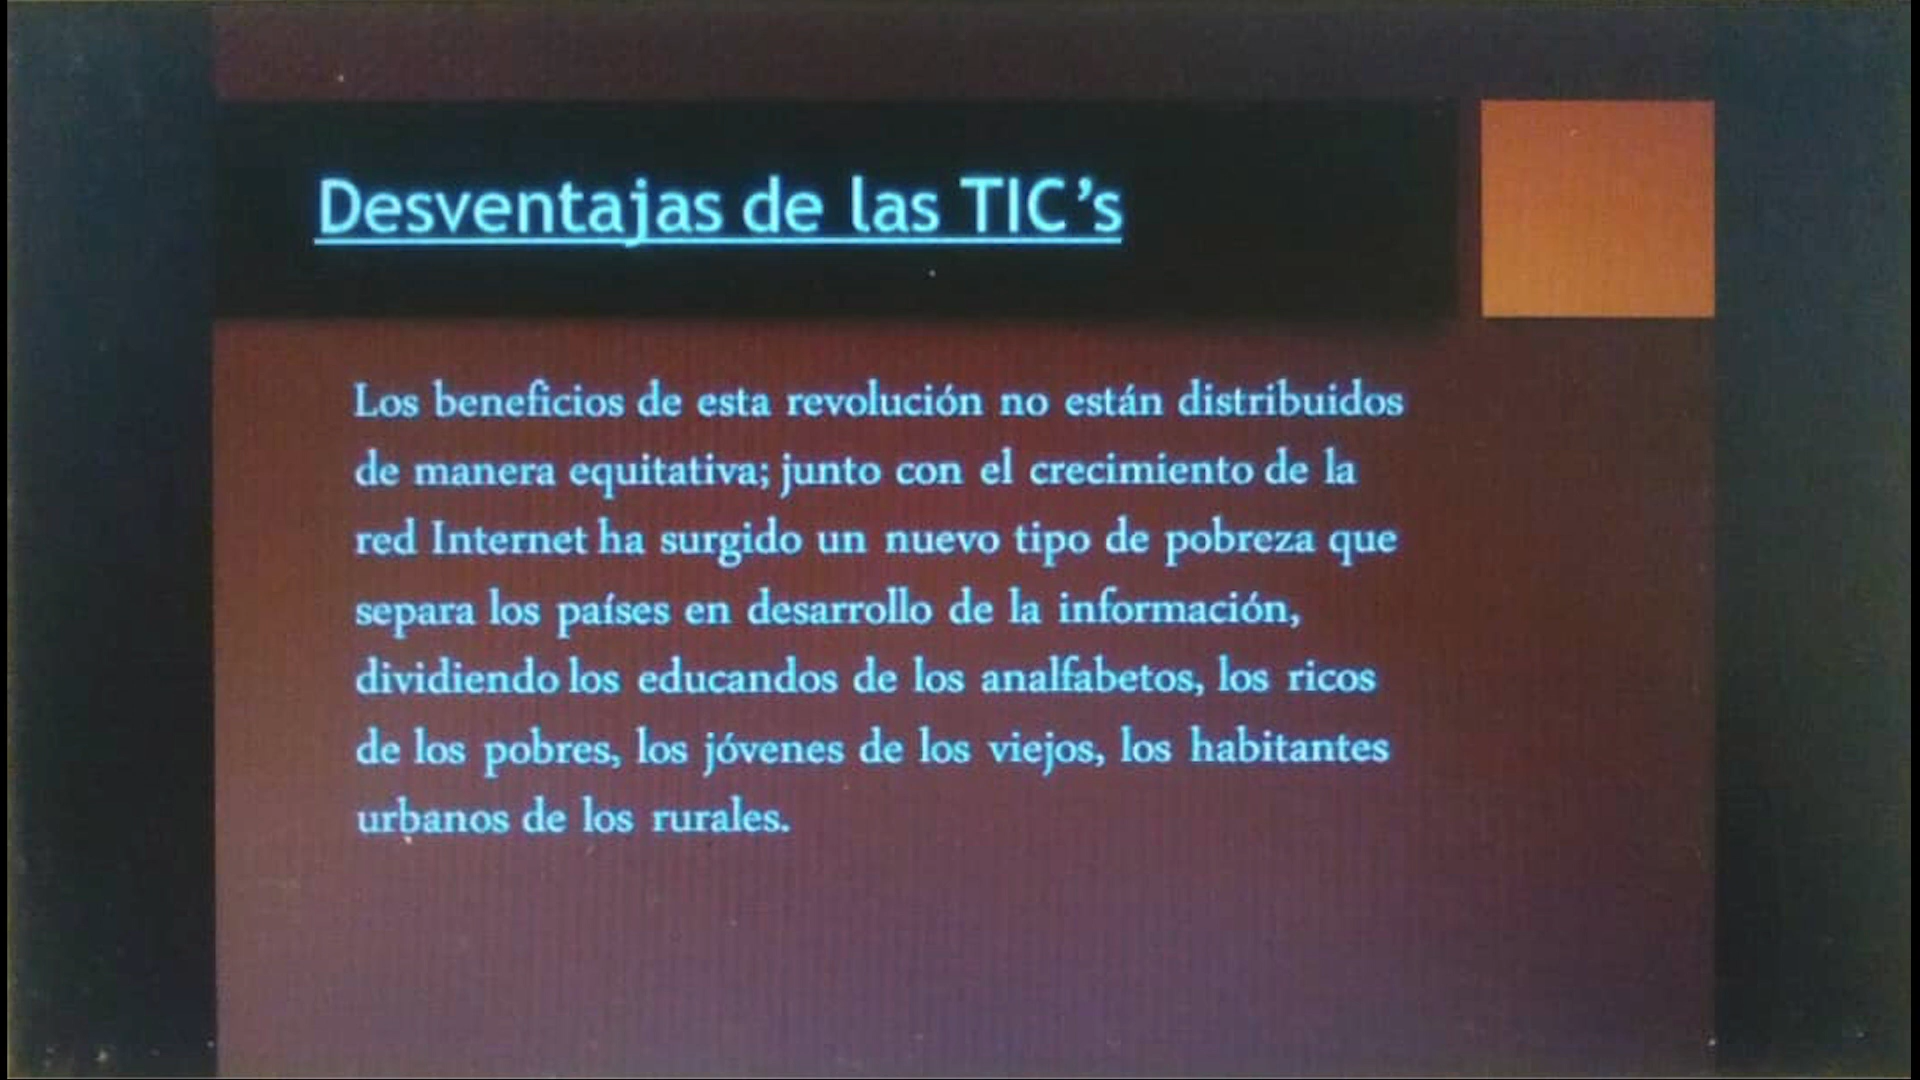 Desventajas de las TIC’s
Los beneficios de esta revolución no están distribuidos
de manera equitativa; junto con el crecimiento de la
red Internet ha surgido un nuevo tipo de pobreza que
separa los países en desarrollo de la información,
dividiendo los educandos de los analfabetos, los ricos
de los pobres, los jóvenes de los viejos, los habitantes
urbanos de los rurales.